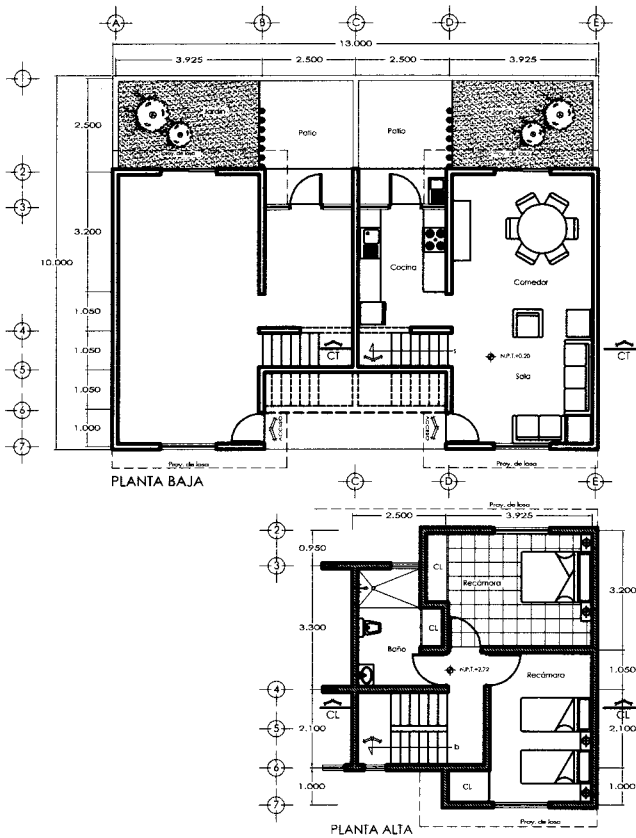 A B C D E
13.000
3.925 2.500 2.500 3.925
2.500
Jardín
Patio
Patio
2
3
3.200
10.000
Cocina
Comedor
1.050
4
1.050
CT
s
N.P.T.+0.20
CT
5
Sala
1.050
6
1.000
ACCESO
ACCESO
7
Proy. de losa
Proy. de losa
PLANTA BAJA
C D E
Proy. de losa
2.500 3.925
2
0.950
3
CL
Recámara
3.200
3.300
CL
Baño
1.050
N.P.T.+2.72
Recámara
4
CL
CL
5
2.100
b
2.100
6
1.000
CL
1.000
7
Proy. de losa
PLANTA ALTA